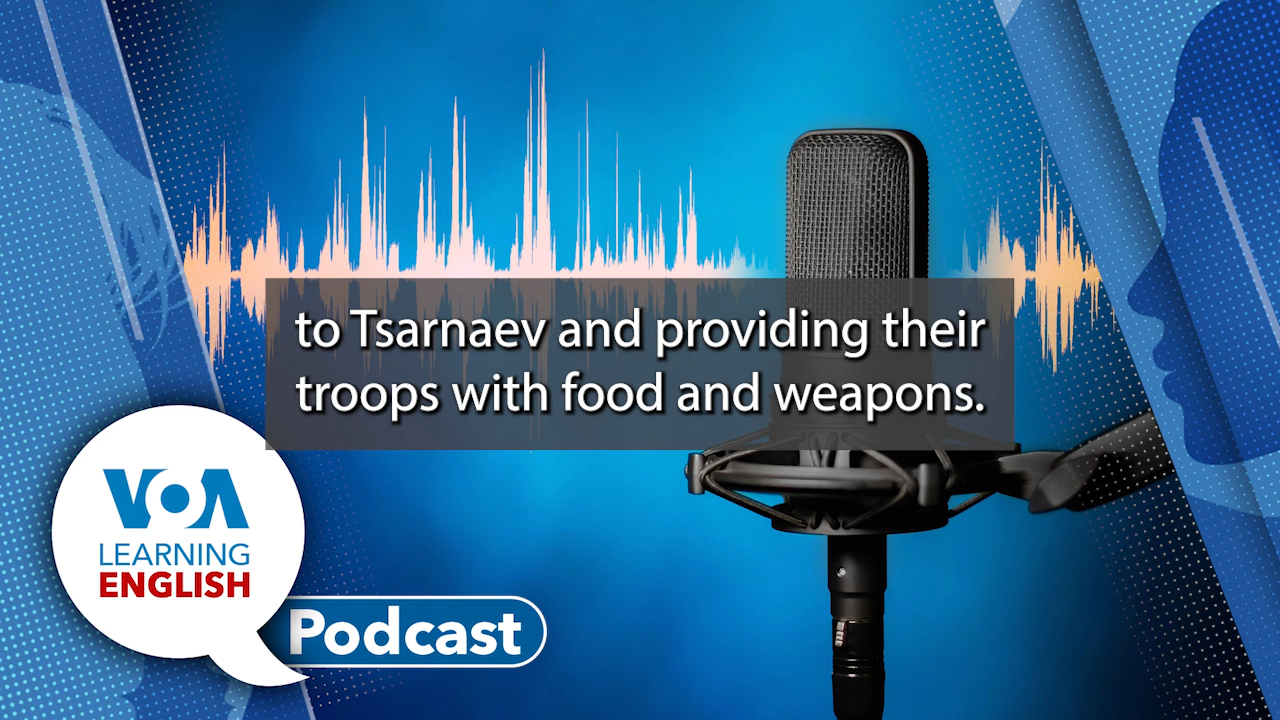 to Tsarnaev and providing their
troops with food and weapons.
VOA
LEARNING
ENGLISH
Podcast